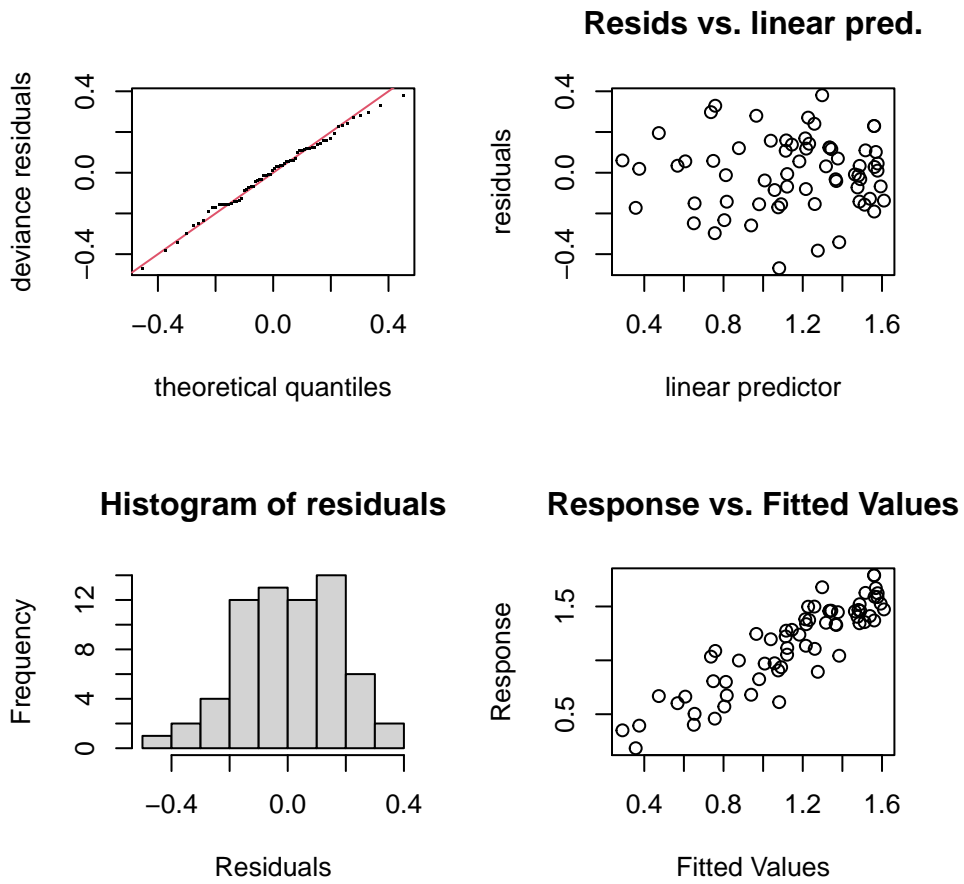 deviance residuals
0.4
0.0
−0.4
−0.4 0.0 0.4
theoretical quantiles
Resids vs. linear pred.
residuals
0.4
0.0
−0.4
0.4 0.8 1.2 1.6
linear predictor
Histogram of residuals
Frequency
12
8
4
0
−0.4 0.0 0.4
Residuals
Response vs. Fitted Values
Response
1.5
0.5
0.4 0.8 1.2 1.6
Fitted Values